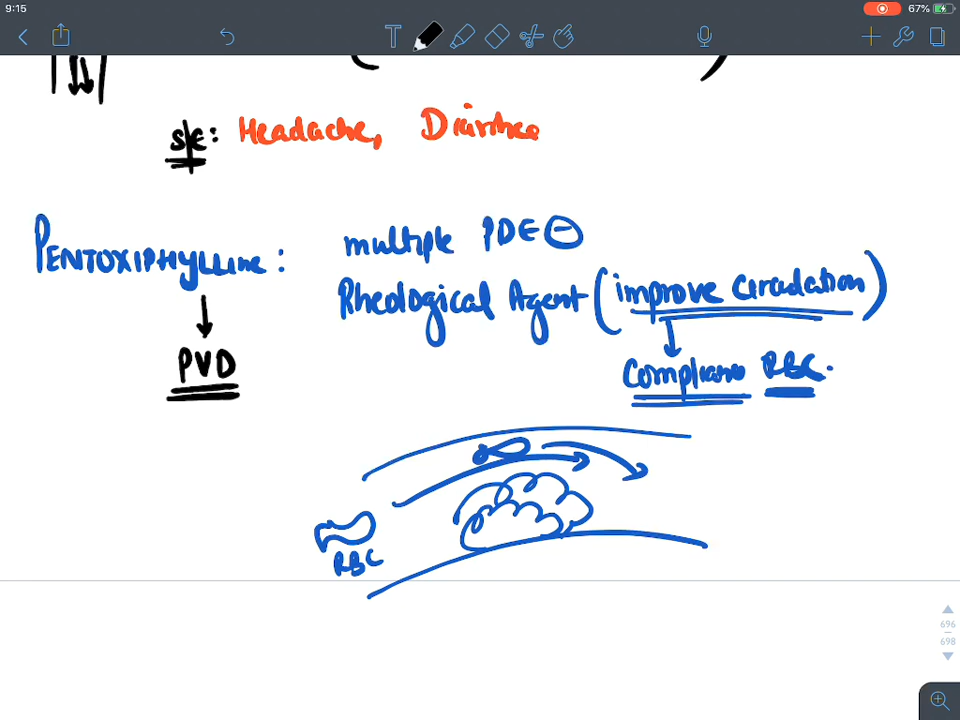 9:15
67%
T
S/E: Headache, Diarrhea
PENTOXIPHYLLine: multiple PDE ⊖
Rheological Agent (improve circulation)
PVD
Compliance RBC.
RBC
696
698